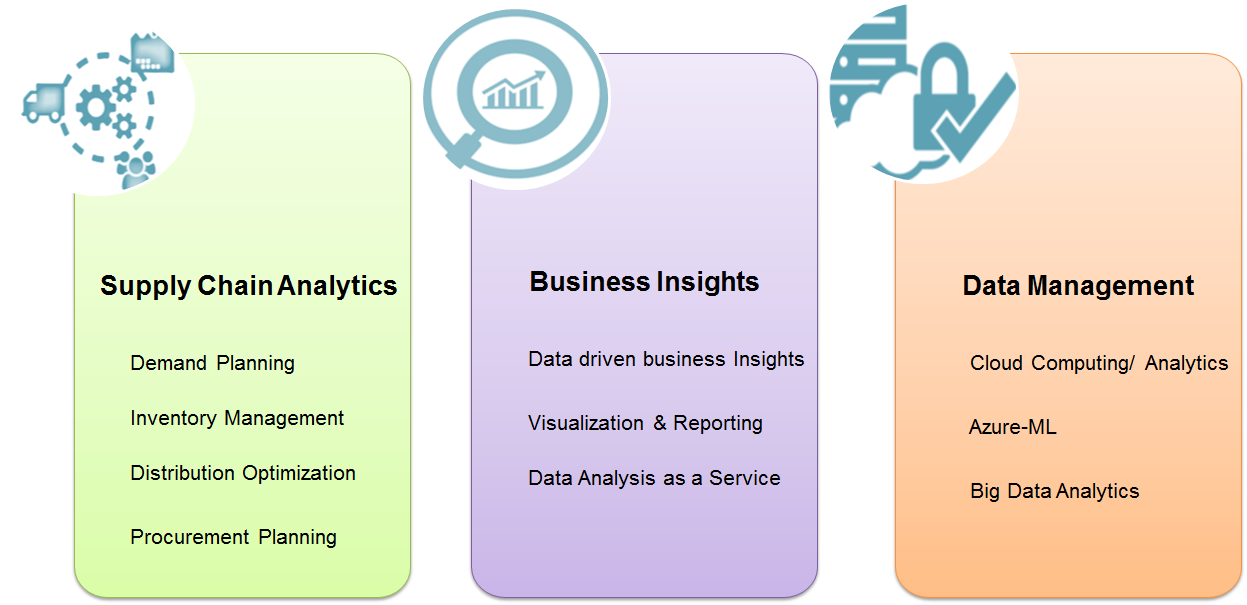 Supply Chain Analytics
Demand Planning
Inventory Management
Distribution Optimization
Procurement Planning
Business Insights
Data driven business Insights
Visualization & Reporting
Data Analysis as a Service
Data Management
Cloud Computing/ Analytics
Azure-ML
Big Data Analytics